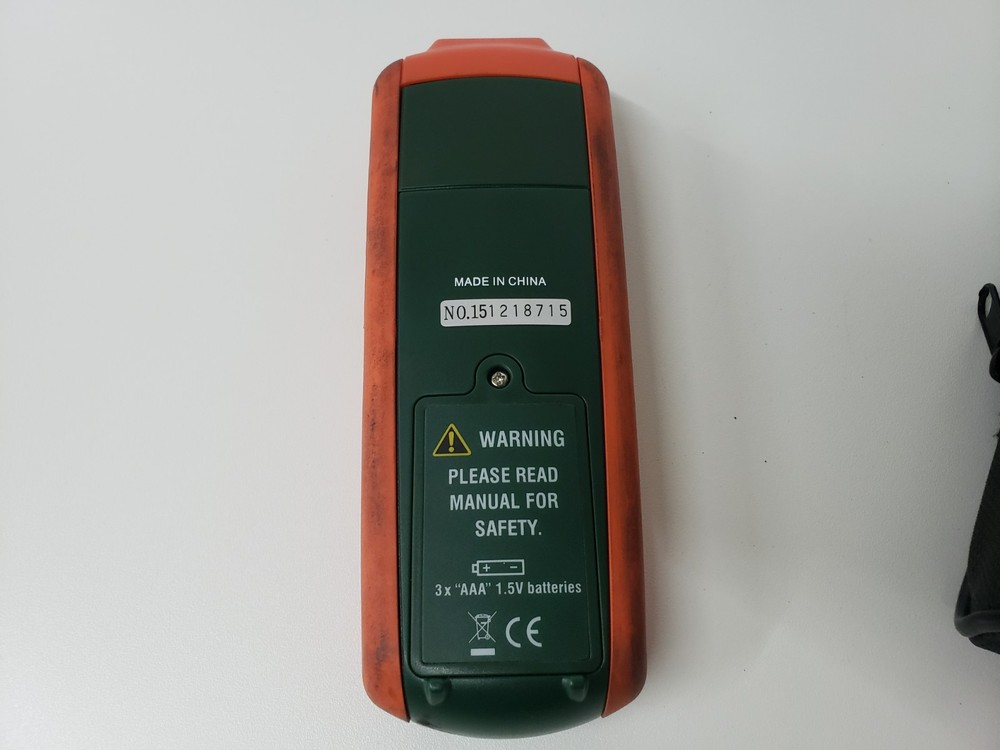 MADE IN CHINA
NO.151218715
WARNING
PLEASE READ
MANUAL FOR
SAFETY.
+ -
3 x “AAA” 1.5V batteries
CE